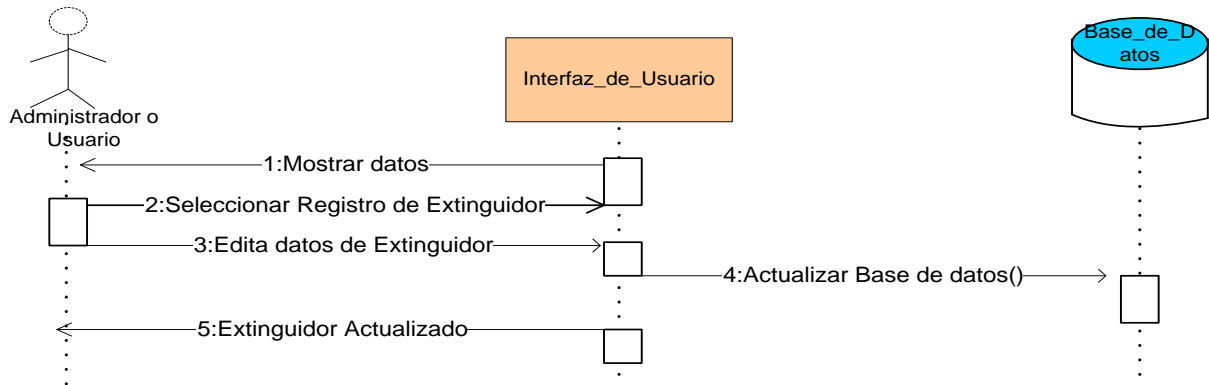 Administrador o
Usuario
Interfaz_de_Usuario
Base_de_D
atos
1:Mostrar datos
2:Seleccionar Registro de Extinguidor
3:Edita datos de Extinguidor
4:Actualizar Base de datos()
5:Extinguidor Actualizado